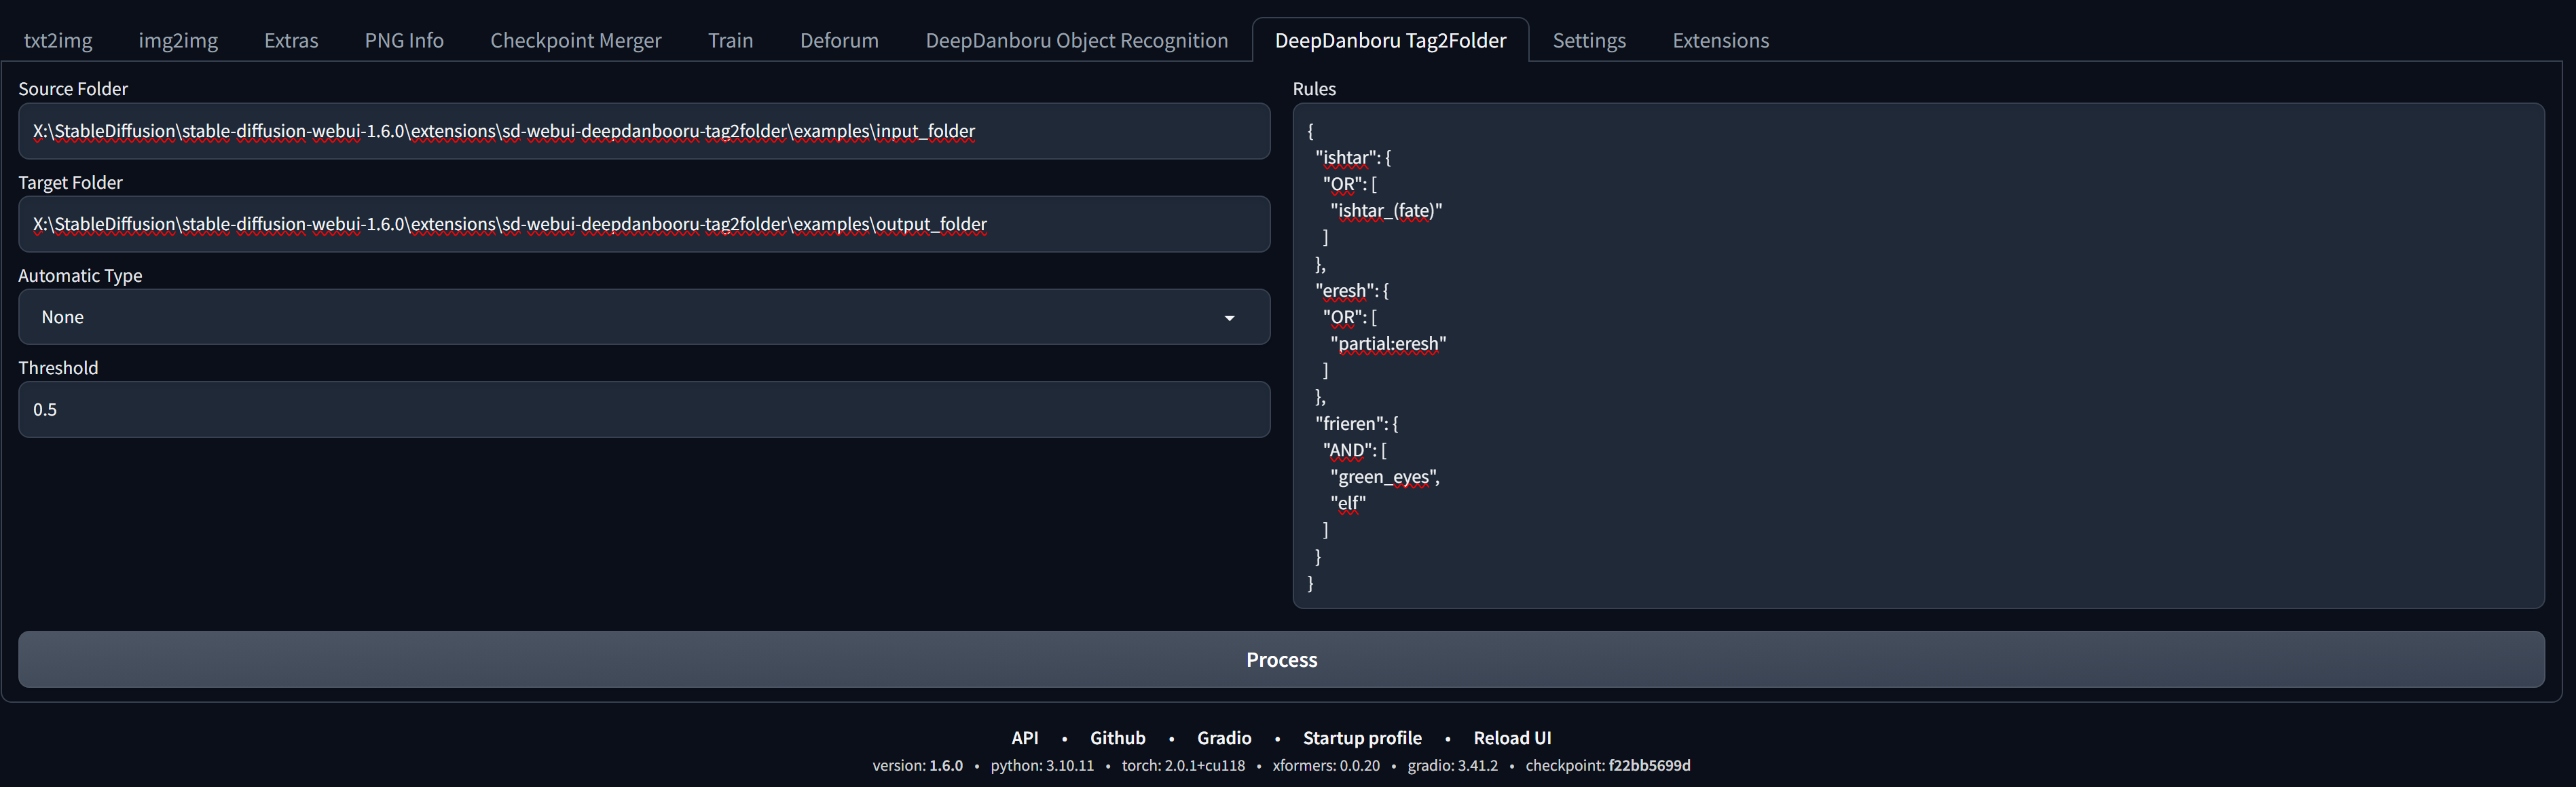 txt2img img2img Extras PNG Info Checkpoint Merger Train Deforum DeepDanboru Object Recognition DeepDanboru Tag2Folder Settings Extensions
Source Folder
X:\StableDiffusion\stable-diffusion-webui-1.6.0\extensions\sd-webui-deepdanbooru-tag2folder\examples\input_folder
Target Folder
X:\StableDiffusion\stable-diffusion-webui-1.6.0\extensions\sd-webui-deepdanbooru-tag2folder\examples\output_folder
Automatic Type
None
Threshold
0.5
Rules
{
"ishtar": {
"OR": [
"ishtar_(fate)"
]
},
"eresh": {
"OR": [
"partial:eresh"
]
},
"frieren": {
"AND": [
"green_eyes",
"elf"
]
}
}
Process
API • Github • Gradio • Startup profile • Reload UI
version: 1.6.0 • python: 3.10.11 • torch: 2.0.1+cu118 • xformers: 0.0.20 • gradio: 3.41.2 • checkpoint: f22bb5699d